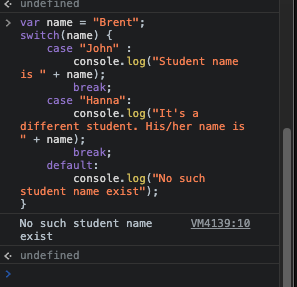 undefined
var name = "Brent";
switch(name) {
    case "John" :
        console.log("Student name
is " + name);
        break;
    case "Hanna":
        console.log("It's a
different student. His/her name is
" + name);
        break;
    default:
        console.log("No such
student name exist");
}
No such student name VM4139:10
exist
undefined